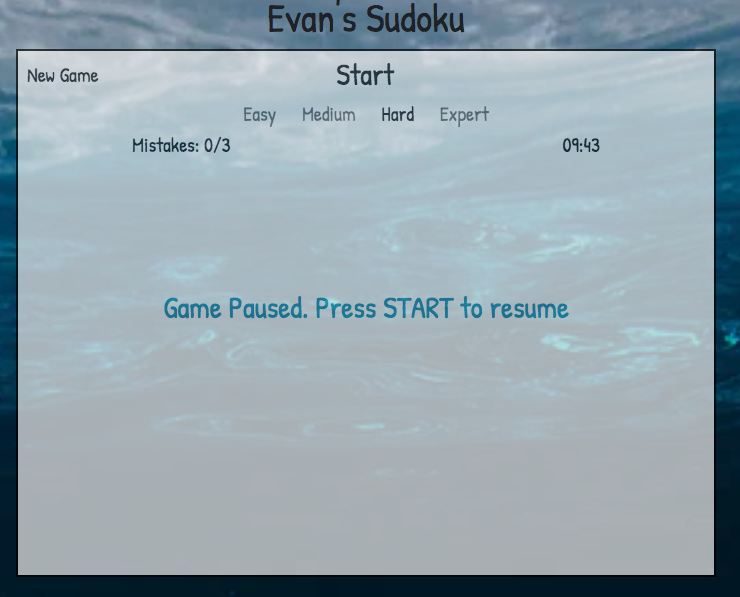 Evan's Sudoku
New Game
Start
Easy Medium Hard Expert
Mistakes: 0/3
09:43
Game Paused. Press START to resume